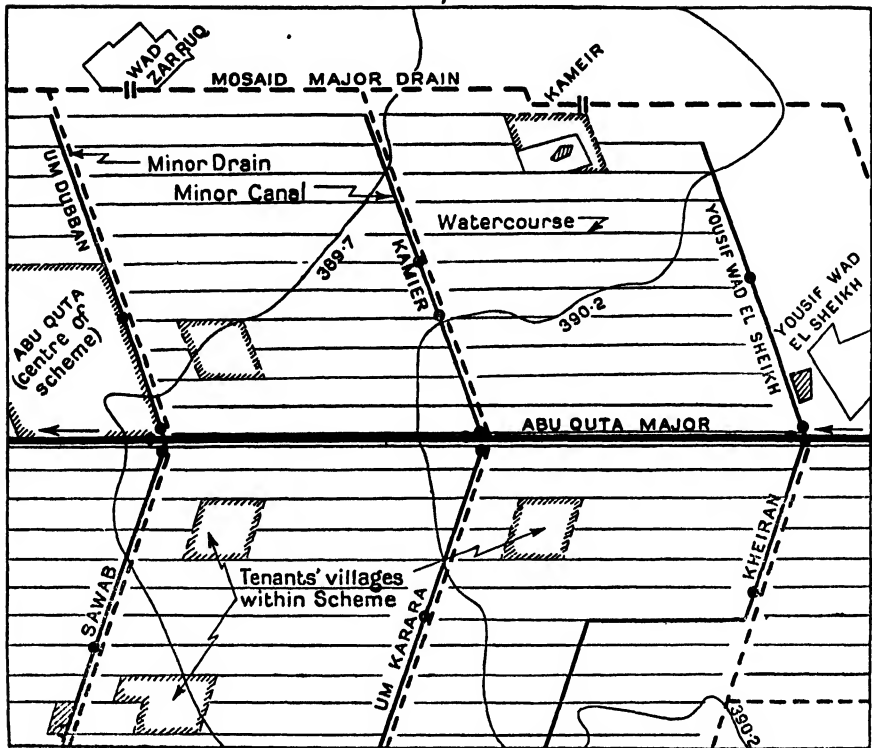 WAD
ZARRUQ
MOSAID MAJOR DRAIN
KAMEIR
UM DUBBAN
Minor Drain
Minor Canal
Watercourse
389·7
KAMIER
390·2
YOUSIF WAD EL SHEIKH
YOUSIF WAD
EL SHEIKH
ABU QUTA
(centre of
scheme)
ABU QUTA MAJOR
SAWAB
Tenants' villages
within Scheme
UM KARARA
KHEIRAN
390·2